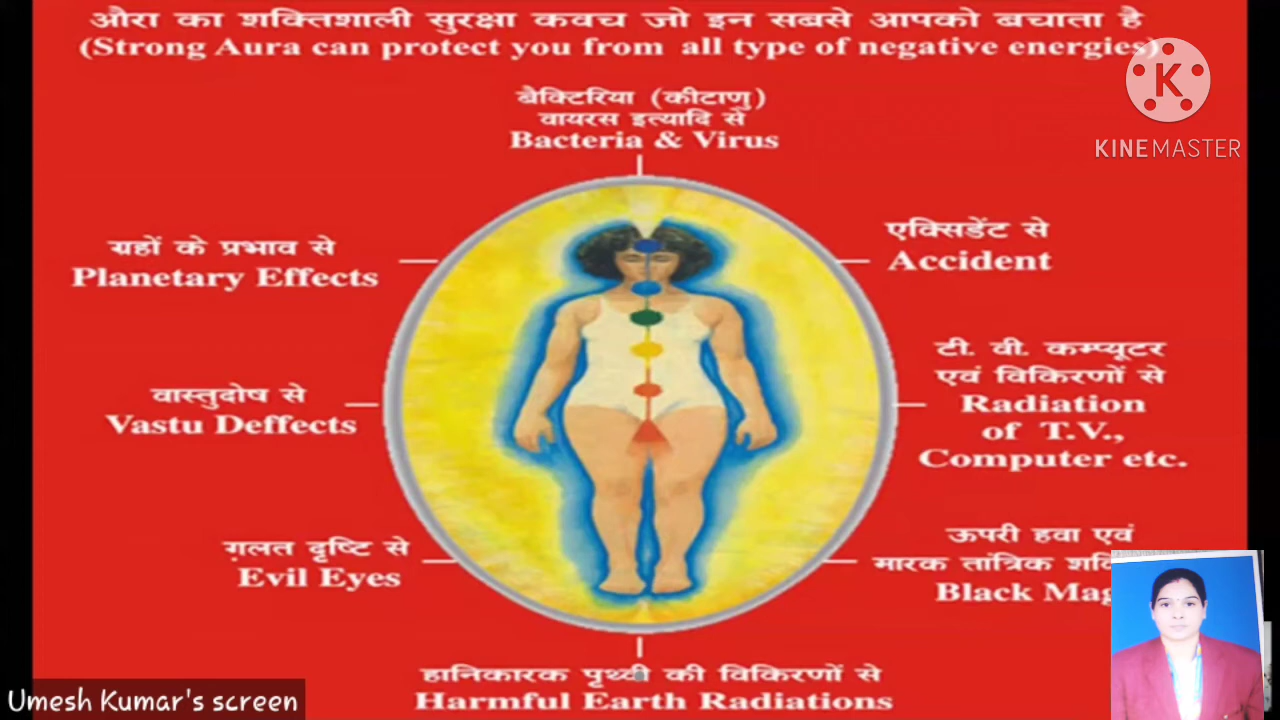 औरा का शक्तिशाली सुरक्षा कवच जो इन सबसे आपको बचाता है
(Strong Aura can protect you from all type of negative energies)
KINEMASTER
बैक्टिरिया (कीटाणु)
वायरस इत्यादि से
Bacteria & Virus
ग्रहों के प्रभाव से
Planetary Effects
एक्सिडेंट से
Accident
टी. वी. कम्प्यूटर
एवं विकिरणों से
Radiation
of T.V.,
Computer etc.
वास्तुदोष से
Vastu Deffects
ग़लत दृष्टि से
Evil Eyes
ऊपरी हवा एवं
मारक तांत्रिक
Black
हानिकारक पृथ्वी की विकिरणों से
Harmful Earth Radiations
Umesh Kumar's screen